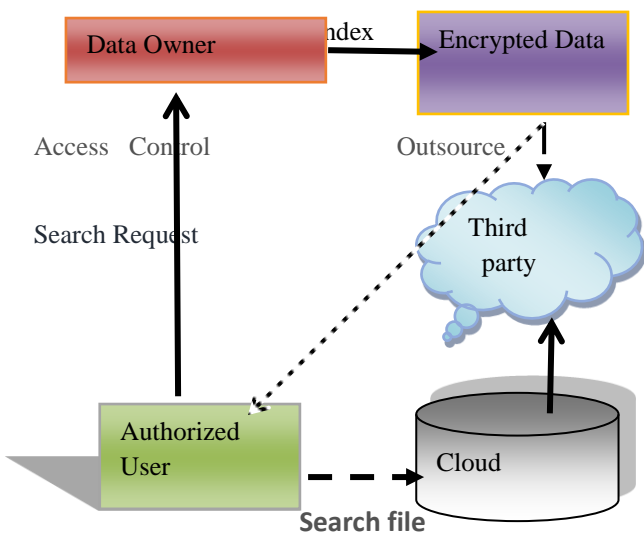 Data Owner
ndex
Encrypted Data
Access Control
Outsource
Search Request
Third
party
Authorized
User
Cloud
Search file